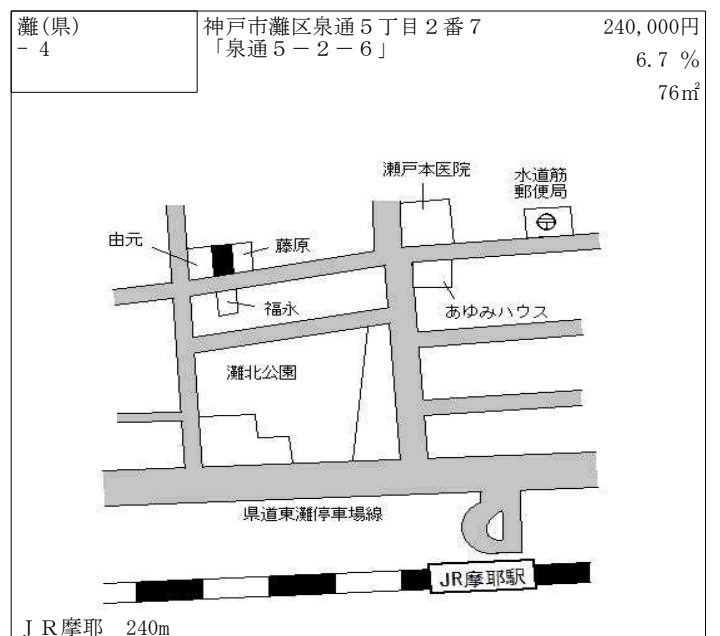 灘(県)
- 4
神戸市灘区泉通５丁目２番７
「泉通５－２－６」
240,000円
6.7 %
76㎡
瀬戸本医院
水道筋
郵便局
由元
藤原
福永
あゆみハウス
灘北公園
県道東灘停車場線
JR摩耶駅
ＪＲ摩耶　240m